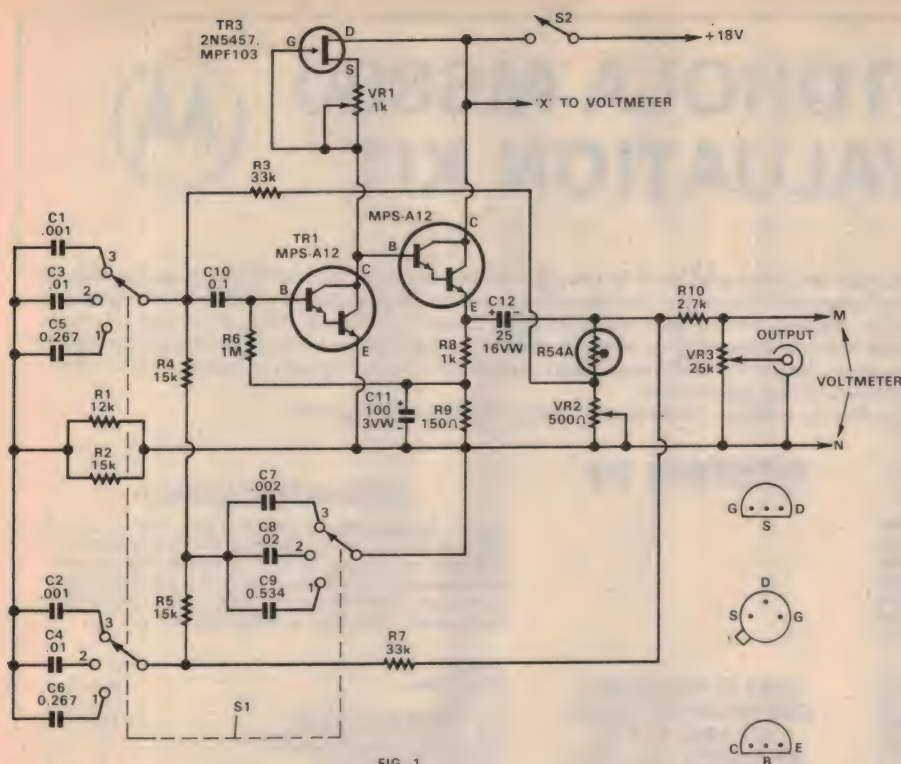 TR3
2N5457.
MPF103
G
D
S
S2
+18V
VR1
1k
'X' TO VOLTMETER
R3
33k
MPS-A12
C1
.001
3
C3
.01
2
C5
0.267
1
TR1
MPS-A12
C
B
E
C
B
E
C10
0.1
R6
1M
C12
25
16VW
+
-
R10
2.7k
M
OUTPUT
R4
15k
R8
1k
R54A
VR3
25k
VOLTMETER
C11
100
3VW
+
-
R9
150Ω
VR2
500Ω
N
R1
12k
R2
15k
C7
.002
3
C8
.02
2
C9
0.534
1
G
D
S
C2
.001
3
C4
.01
2
C6
0.267
1
R5
15k
R7
33k
D
S
G
S1
C
E
B
FIG. 1